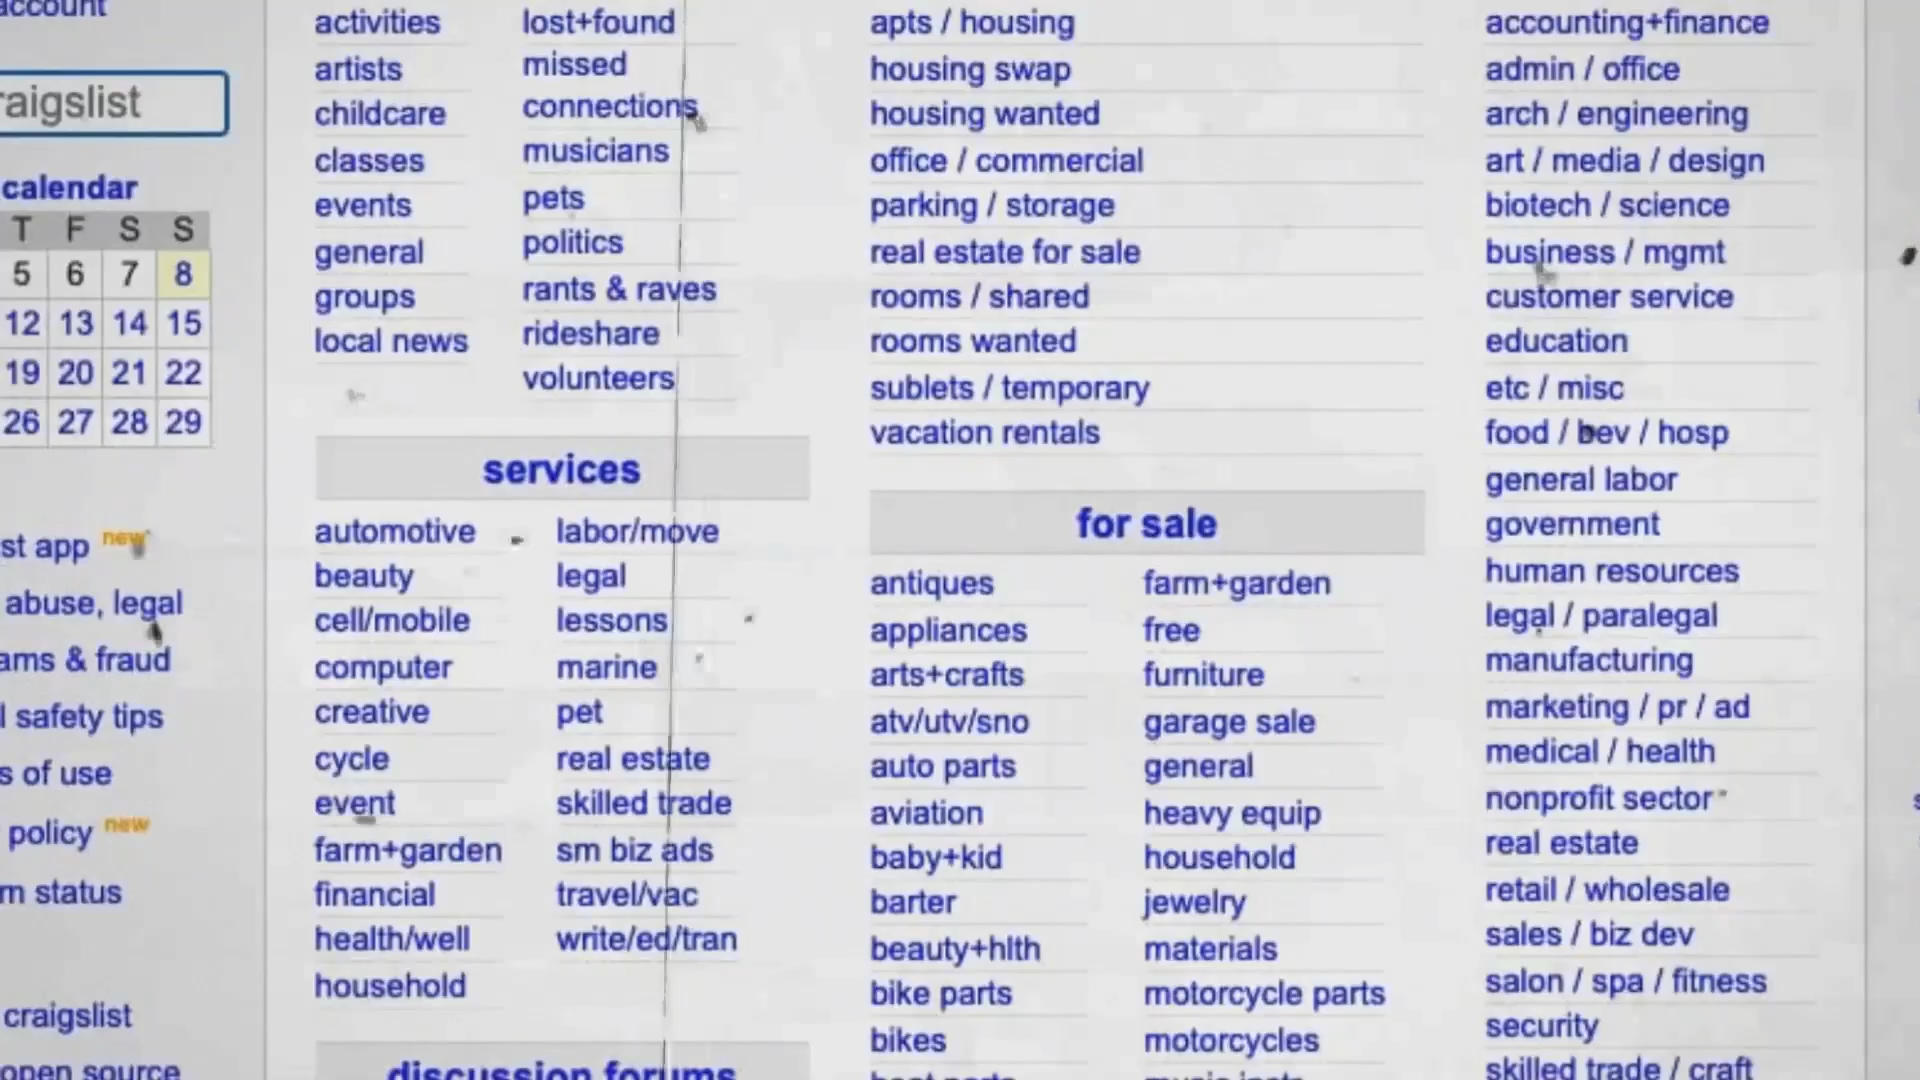 account
raigslist
calendar
T F S S
5 6 7 8
12 13 14 15
19 20 21 22
26 27 28 29
st app new
abuse, legal
ams & fraud
l safety tips
s of use
policy new
m status
craigslist
open source
activities
artists
childcare
classes
events
general
groups
local news
lost+found
missed
connections
musicians
pets
politics
rants & raves
rideshare
volunteers
services
automotive
beauty
cell/mobile
computer
creative
cycle
event
farm+garden
financial
health/well
household
labor/move
legal
lessons
marine
pet
real estate
skilled trade
sm biz ads
travel/vac
write/ed/tran
discussion forums
apts / housing
housing swap
housing wanted
office / commercial
parking / storage
real estate for sale
rooms / shared
rooms wanted
sublets / temporary
vacation rentals
for sale
antiques
appliances
arts+crafts
atv/utv/sno
auto parts
aviation
baby+kid
barter
beauty+hlth
bike parts
bikes
boat parts
farm+garden
free
furniture
garage sale
general
heavy equip
household
jewelry
materials
motorcycle parts
motorcycles
music instr
accounting+finance
admin / office
arch / engineering
art / media / design
biotech / science
business / mgmt
customer service
education
etc / misc
food / bev / hosp
general labor
government
human resources
legal / paralegal
manufacturing
marketing / pr / ad
medical / health
nonprofit sector
real estate
retail / wholesale
sales / biz dev
salon / spa / fitness
security
skilled trade / craft